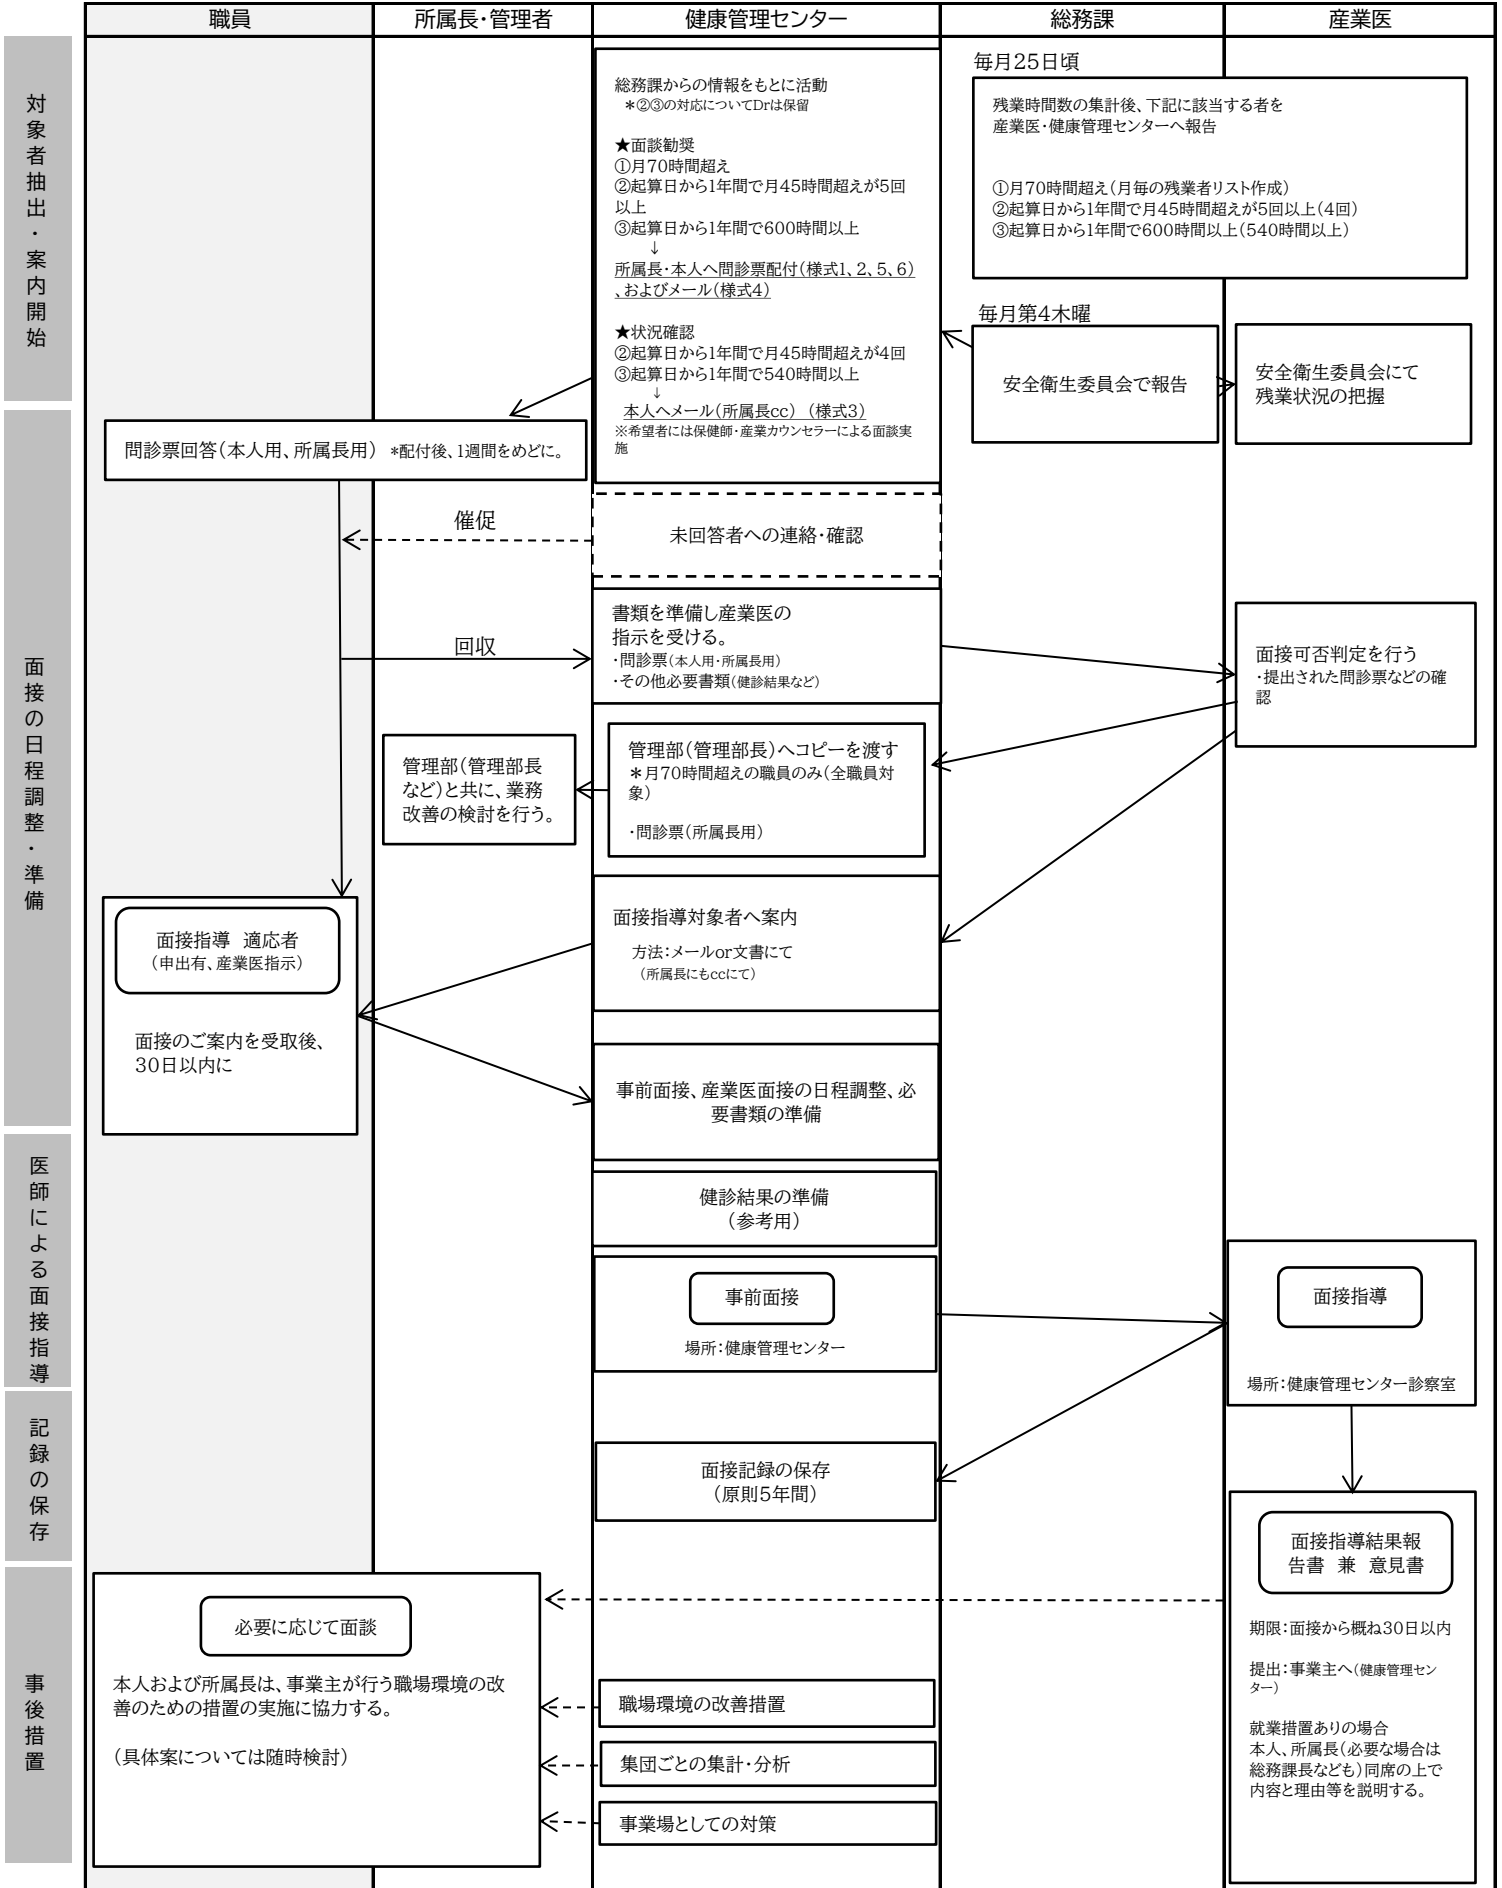 職員
所属長・管理者
健康管理センター
総務課
産業医
対象者抽出・案内開始
総務課からの情報をもとに活動
＊②③の対応についてDrは保留
★面談勧奨
①月70時間超え
②起算日から1年間で月45時間超えが5回
以上
③起算日から1年間で600時間以上
↓
所属長・本人へ問診票配付（様式1、2、5、6）
、およびメール（様式4）
★状況確認
②起算日から1年間で月45時間超えが4回
③起算日から1年間で540時間以上
↓
本人へメール（所属長cc）（様式3）
※希望者には保健師・産業カウンセラーによる面談実
施
毎月25日頃
残業時間数の集計後、下記に該当する者を
産業医・健康管理センターへ報告
①月70時間超え（月毎の残業者リスト作成）
②起算日から1年間で月45時間超えが5回以上（4回）
③起算日から1年間で600時間以上（540時間以上）
毎月第4木曜
安全衛生委員会で報告
安全衛生委員会にて
残業状況の把握
面接の日程調整・準備
問診票回答（本人用、所属長用） *配付後、1週間をめどに。
催促
未回答者への連絡・確認
回収
書類を準備し産業医の
指示を受ける。
・問診票（本人用・所属長用）
・その他必要書類（健診結果など）
面接可否判定を行う
・提出された問診票などの確
認
管理部（管理部長
など）と共に、業務
改善の検討を行う。
管理部（管理部長）へコピーを渡す
＊月70時間超えの職員のみ（全職員対
象）
・問診票（所属長用）
面接指導 適応者
（申出有、産業医指示）
面接のご案内を受取後、
30日以内に
面接指導対象者へ案内
方法：メールor文書にて
（所属長にもccにて）
事前面接、産業医面接の日程調整、必
要書類の準備
医師による面接指導
健診結果の準備
（参考用）
事前面接
場所：健康管理センター
面接指導
場所：健康管理センター診察室
記録の保存
面接記録の保存
（原則5年間）
面接指導結果報
告書 兼 意見書
期限：面接から概ね30日以内
提出：事業主へ（健康管理セン
ター）
就業措置ありの場合
本人、所属長（必要な場合は
総務課長なども）同席の上で
内容と理由等を説明する。
事後措置
必要に応じて面談
本人および所属長は、事業主が行う職場環境の改
善のための措置の実施に協力する。
（具体案については随時検討）
職場環境の改善措置
集団ごとの集計・分析
事業場としての対策